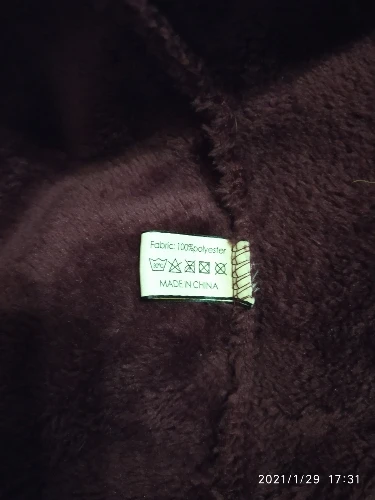 Fabric: 100%polyester
MADE IN CHINA
2021/1/29 17:31